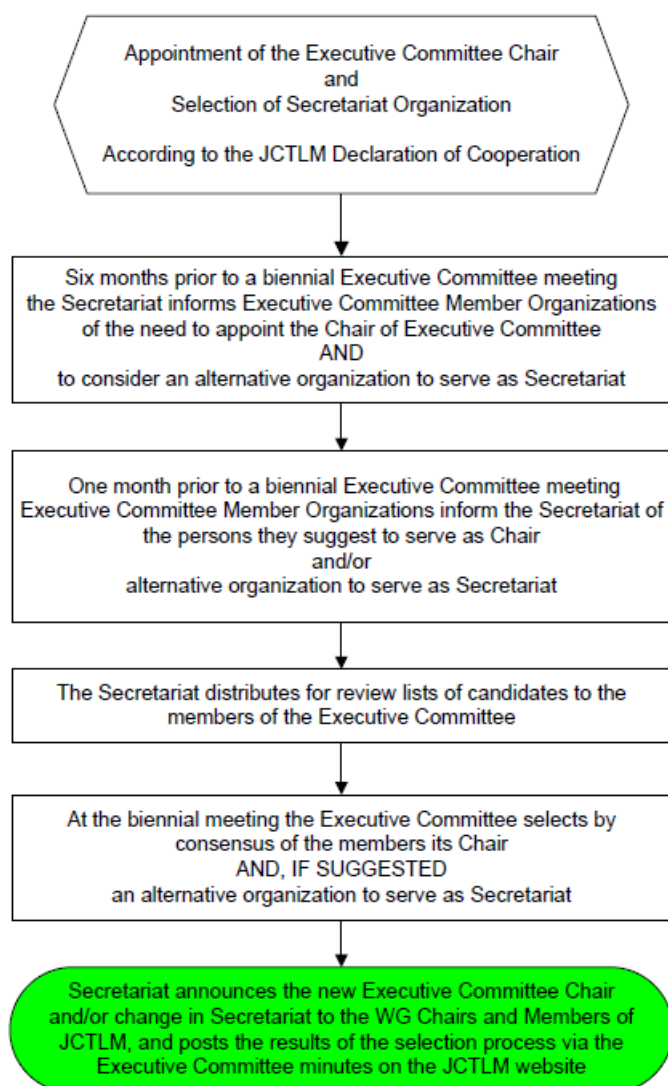 Appointment of the Executive Committee Chair
and
Selection of Secretariat Organization
According to the JCTLM Declaration of Cooperation
Six months prior to a biennial Executive Committee meeting
the Secretariat informs Executive Committee Member Organizations
of the need to appoint the Chair of Executive Committee
AND
to consider an alternative organization to serve as Secretariat
One month prior to a biennial Executive Committee meeting
Executive Committee Member Organizations inform the Secretariat of
the persons they suggest to serve as Chair
and/or
alternative organization to serve as Secretariat
The Secretariat distributes for review lists of candidates to the
members of the Executive Committee
At the biennial meeting the Executive Committee selects by
consensus of the members its Chair
AND, IF SUGGESTED
an alternative organization to serve as Secretariat
Secretariat announces the new Executive Committee Chair
and/or change in Secretariat to the WG Chairs and Members of
JCTLM, and posts the results of the selection process via the
Executive Committee minutes on the JCTLM website